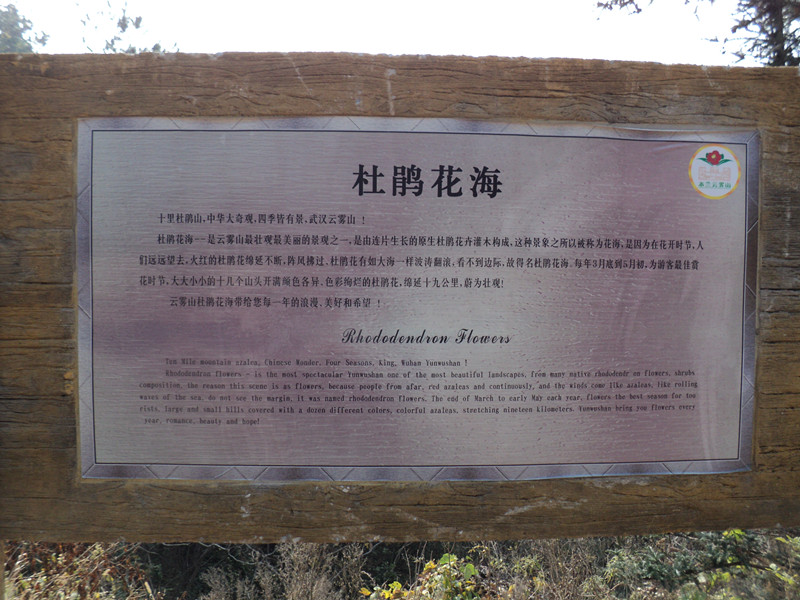 杜鹃花海
十里杜鹃山,中华大奇观,四季皆有景,武汉云雾山 !
杜鹃花海--是云雾山最壮观最美丽的景观之一,是由连片生长的原生杜鹃花卉灌木构成,这种景象之所以被称为花海,是因为在花开时节,人
们远远望去,火红的杜鹃花绵延不断,阵风拂过,杜鹃花有如大海一样波涛翻滚,看不到边际,故得名杜鹃花海。每年3月底到5月初,为游客最佳赏
花时节,大大小小的十几个山头开满颜色各异、色彩绚烂的杜鹃花,绵延十九公里,蔚为壮观!
云雾山杜鹃花海带给您每一年的浪漫、美好和希望 !
Rhododendron Flowers
Ten Mile mountain azalea, Chinese Wonder, Four Seasons, King, Wuhan Yunwushan !
Rhododendron flowers - is the most spectacular Yunwushan one of the most beautiful landscapes, from many native rhododendr on flowers, shrubs
composition, the reason this scene is as flowers, because people from afar, red azaleas and continuously, and the winds come like azaleas, like rolling
waves of the sea, do not see the margin, it was named rhododendron flowers. The end of March to early May each year, flowers the best season for tou
rists, large and small hills covered with a dozen different colors, colorful azaleas, stretching nineteen kilometers. Yunwushan bring you flowers every
year, romance, beauty and hope!